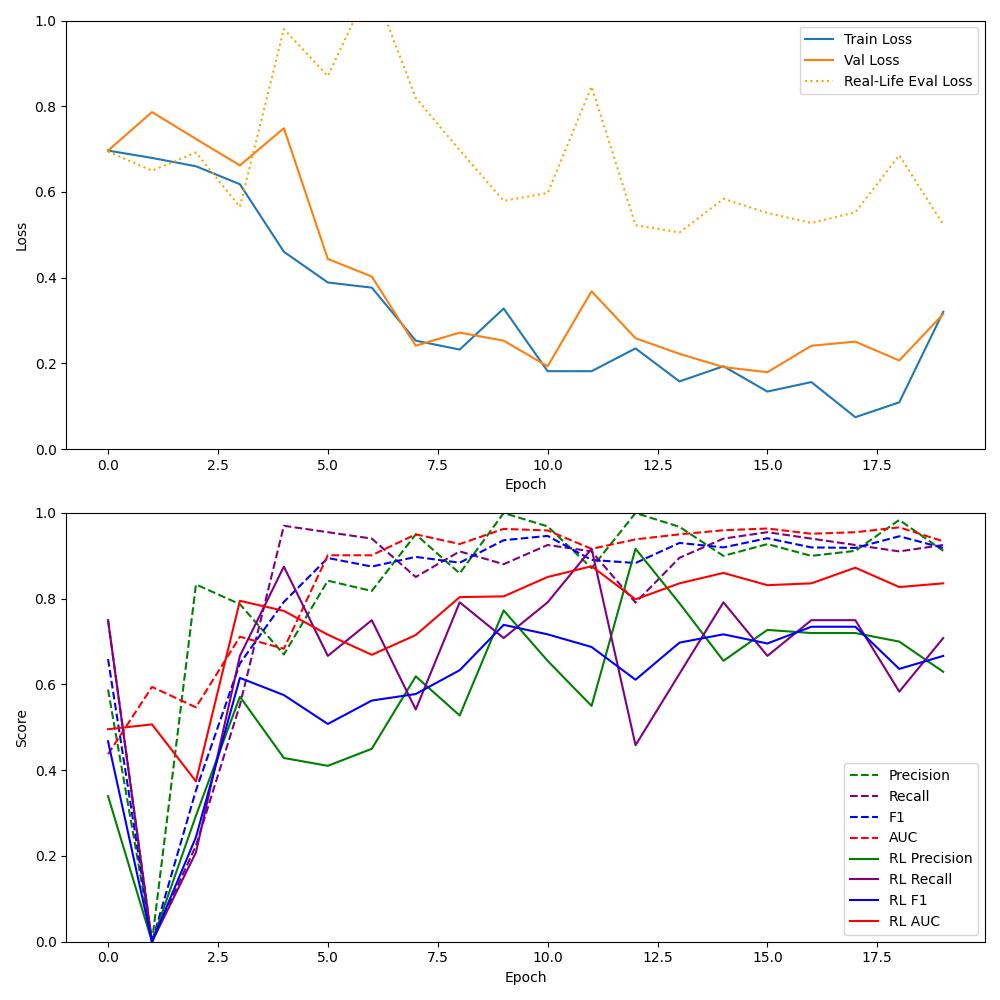 1.0
0.8
0.6
0.4
0.2
0.0
Loss
Train Loss
Val Loss
Real-Life Eval Loss
0.0 2.5 5.0 7.5 10.0 12.5 15.0 17.5
Epoch
1.0
0.8
0.6
0.4
0.2
0.0
Score
Precision
Recall
F1
AUC
RL Precision
RL Recall
RL F1
RL AUC
0.0 2.5 5.0 7.5 10.0 12.5 15.0 17.5
Epoch